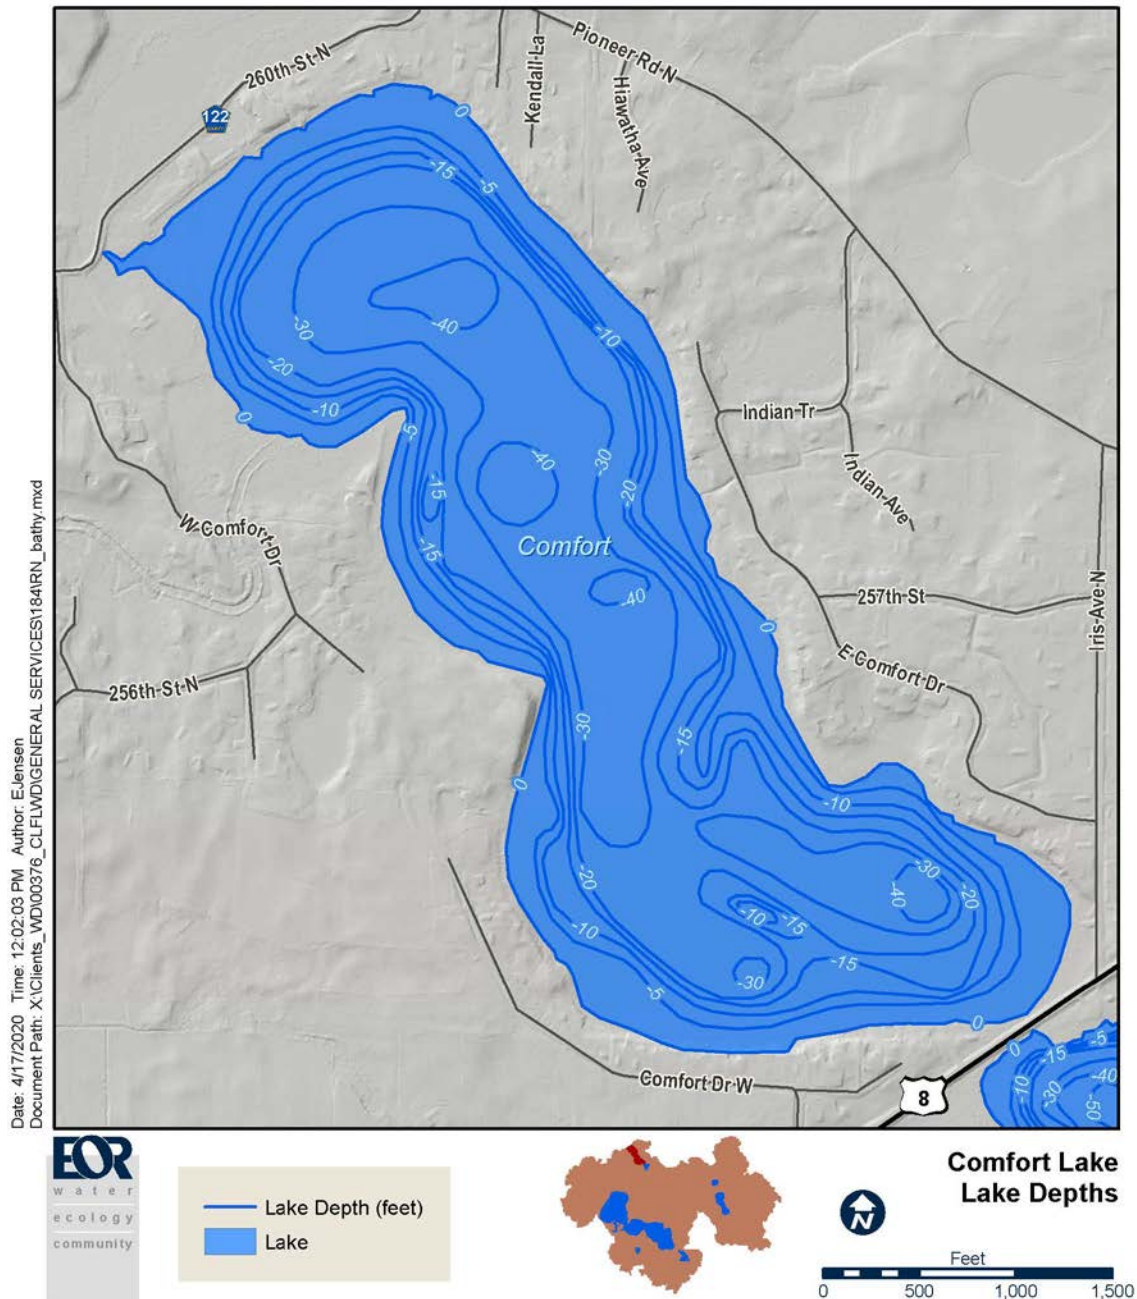 260th St N
122
Kendall La
Pioneer Rd N
Hiawatha Ave
0
-15
-5
-40
-30
-10
-20
-10
0
-5
Indian Tr
-40
-30
-15
-20
Indian Ave
W Comfort Dr
Comfort
-15
-40
257th St
Iris Ave N
0
E Comfort Dr
256th St N
-30
-15
0
-10
-30
-20
-40
-20
-10
-15
-10
-15
-30
-5
0
0
-15
-5
-10
-30
-40
-50
Comfort Dr W
8
Date: 4/17/2020 Time: 12:02:03 PM Author: EJensen
Document Path: X:\Clients_WD\00376_CLFLWD\GENERAL SERVICES\184\RN_bathy.mxd
EOR
water
ecology
community
Lake Depth (feet)
Lake
N
Comfort Lake
Lake Depths
Feet
0 500 1,000 1,500